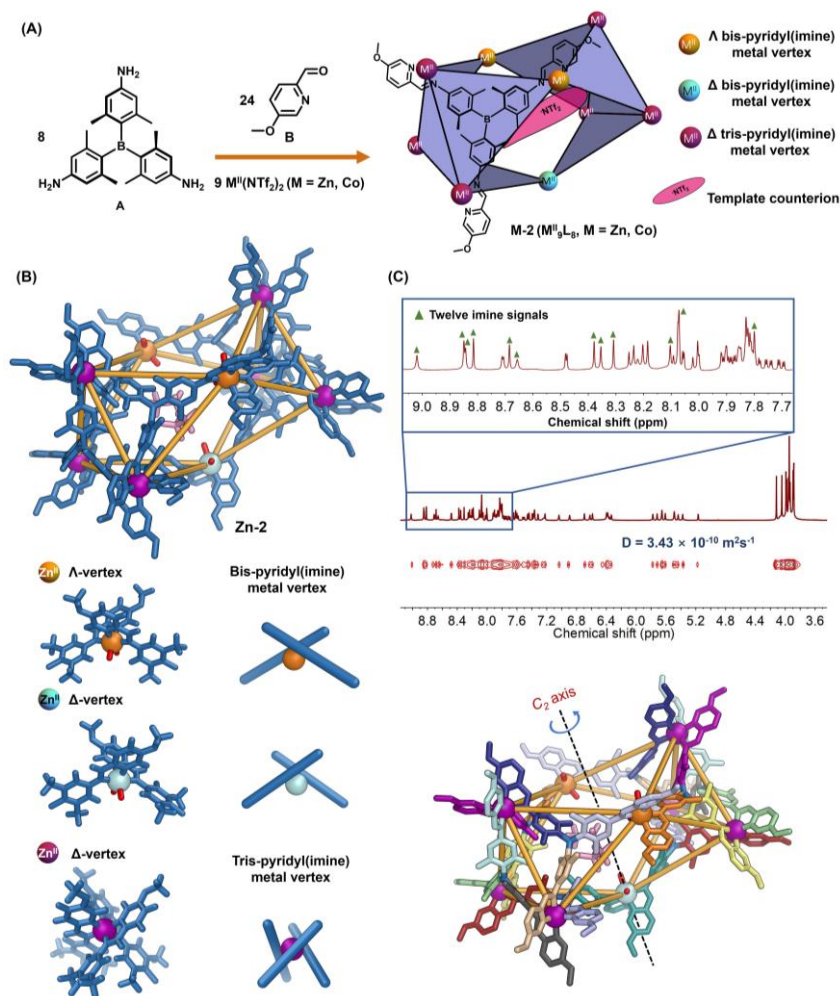 (A)
8
NH₂
B
H₂N
NH₂
A
24
O
N
O
B
9 Mᴵᴵ(NTf₂)₂ (M = Zn, Co)
Mᴵᴵ
⁻NTf₂
M-2 (Mᴵᴵ₉L₈, M = Zn, Co)
Mᴵᴵ Λ bis-pyridyl(imine)
metal vertex
Mᴵᴵ Δ bis-pyridyl(imine)
metal vertex
Mᴵᴵ Δ tris-pyridyl(imine)
metal vertex
⁻NTf₂
Template counterion
(B)
Zn-2
Znᴵᴵ Λ-vertex
Bis-pyridyl(imine)
metal vertex
Znᴵᴵ Δ-vertex
Znᴵᴵ Δ-vertex
Tris-pyridyl(imine)
metal vertex
(C)
▲ Twelve imine signals
9.0 8.9 8.8 8.7 8.6 8.5 8.4 8.3 8.2 8.1 8.0 7.9 7.8 7.7
Chemical shift (ppm)
D = 3.43 × 10⁻¹⁰ m²s⁻¹
8.8 8.4 8.0 7.6 7.2 6.8 6.4 6.0 5.6 5.2 4.8 4.4 4.0 3.6
Chemical shift (ppm)
C₂ axis